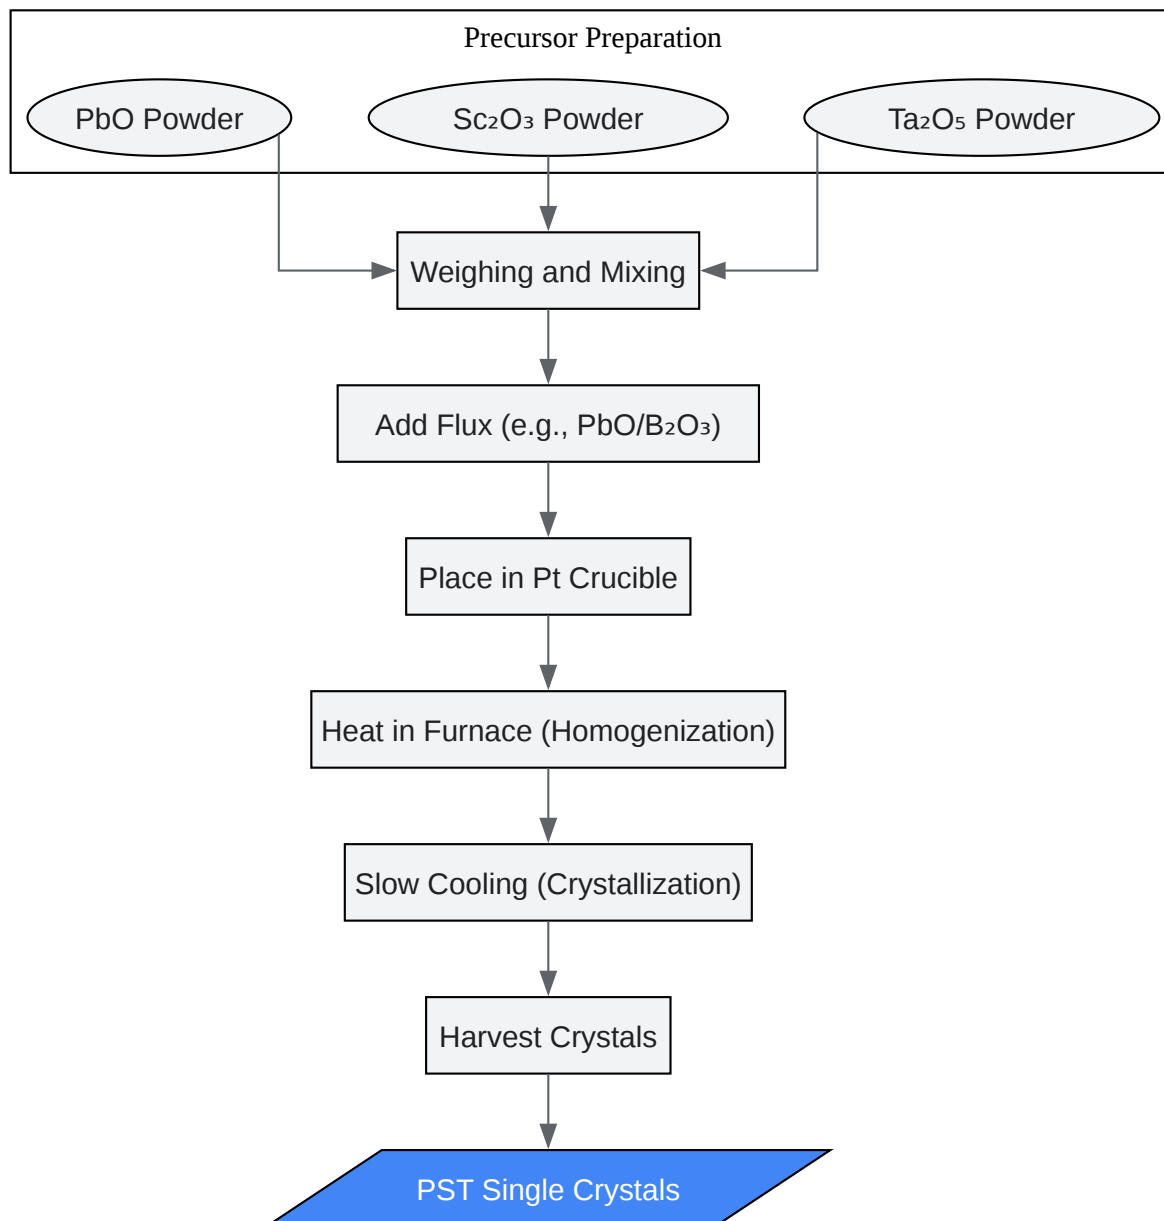 Precursor Preparation
PbO Powder
Sc₂O₃ Powder
Ta₂O₅ Powder
Weighing and Mixing
Add Flux (e.g., PbO/B₂O₃)
Place in Pt Crucible
Heat in Furnace (Homogenization)
Slow Cooling (Crystallization)
Harvest Crystals
PST Single Crystals